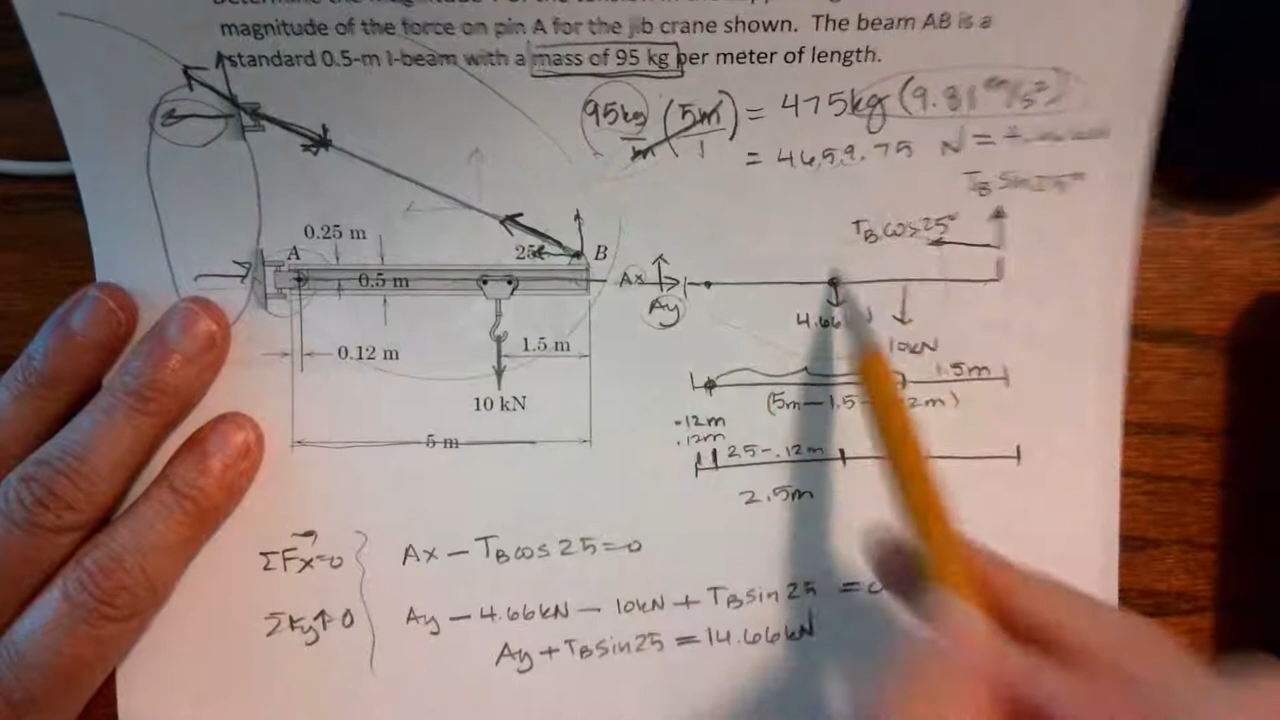 magnitude of the force on pin A for the jib crane shown. The beam AB is a
standard 0.5-m I-beam with a mass of 95 kg per meter of length.
95kg/m (5m/1) = 475kg (9.81 m/s²)
= 4659.75 N =
TB sin25°
TB cos 25°
0.25 m
A
25
B
0.5 m
Ax
Ay
4.66
10kN
0.12 m
1.5 m
1.5m
10 kN
(5m-1.5- 2m)
.12m
.12m
2.5-.12m
5 m
2.5m
ΣFx=0
Ax - TB cos 25=0
ΣFy↑0
Ay - 4.66kN - 10kN + TB sin 25 = 0
Ay + TB sin 25 = 14.66kN